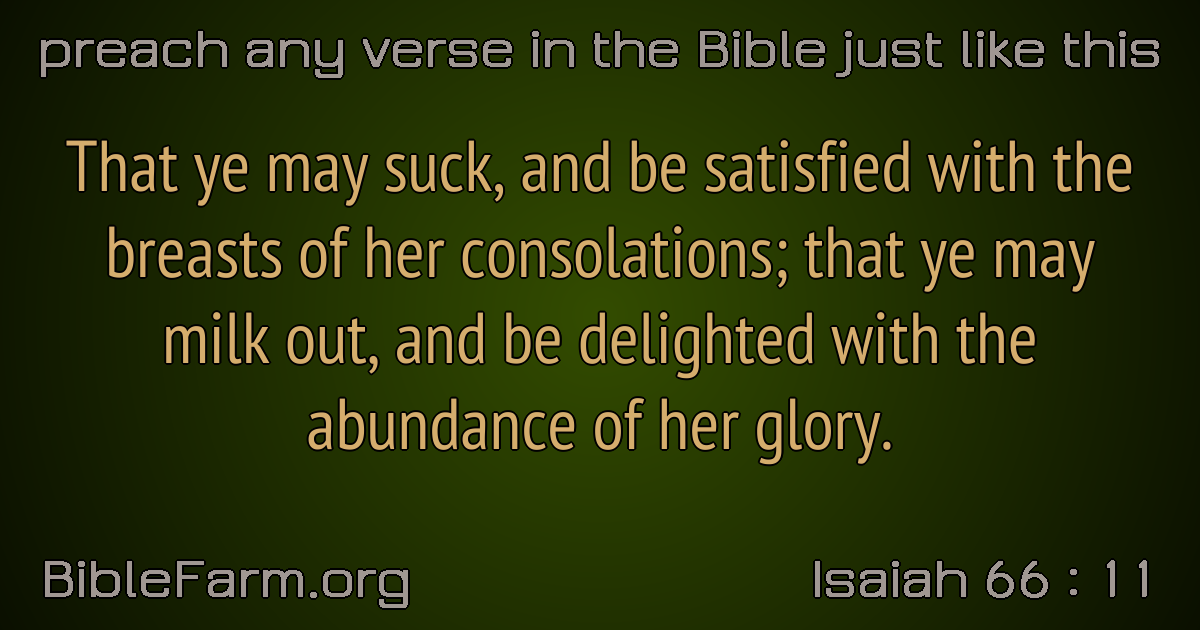 preach any verse in the Bible just like this
That ye may suck, and be satisfied with the
breasts of her consolations; that ye may
milk out, and be delighted with the
abundance of her glory.
BibleFarm.org
Isaiah 66 : 11